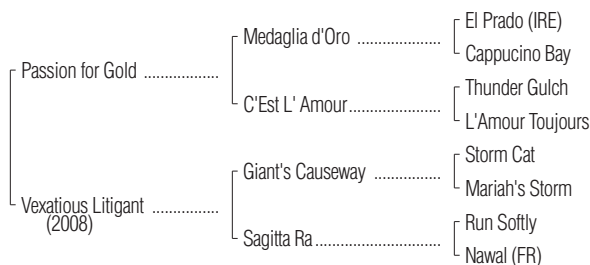 El Prado (IRE)
Medaglia d'Oro ....................
Cappucino Bay
Passion for Gold ..................
Thunder Gulch
C'Est L' Amour......................
L'Amour Toujours
Storm Cat
Giant's Causeway ................
Mariah's Storm
Vexatious Litigant ................
(2008)
Run Softly
Sagitta Ra..............................
Nawal (FR)